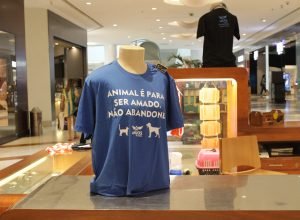 ANIMAL É PARA
SER AMADO,
NÃO ABANDONE.